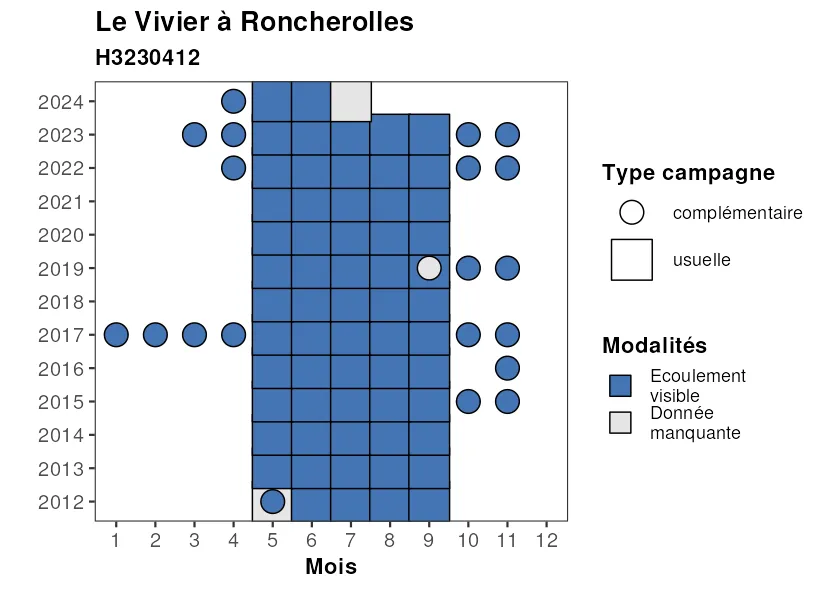 Le Vivier à Roncherolles
H3230412
2024
2023
2022
2021
2020
2019
2018
2017
2016
2015
2014
2013
2012
1 2 3 4 5 6 7 8 9 10 11 12
Mois
Type campagne
complémentaire
usuelle
Modalités
Ecoulement
visible
Donnée
manquante